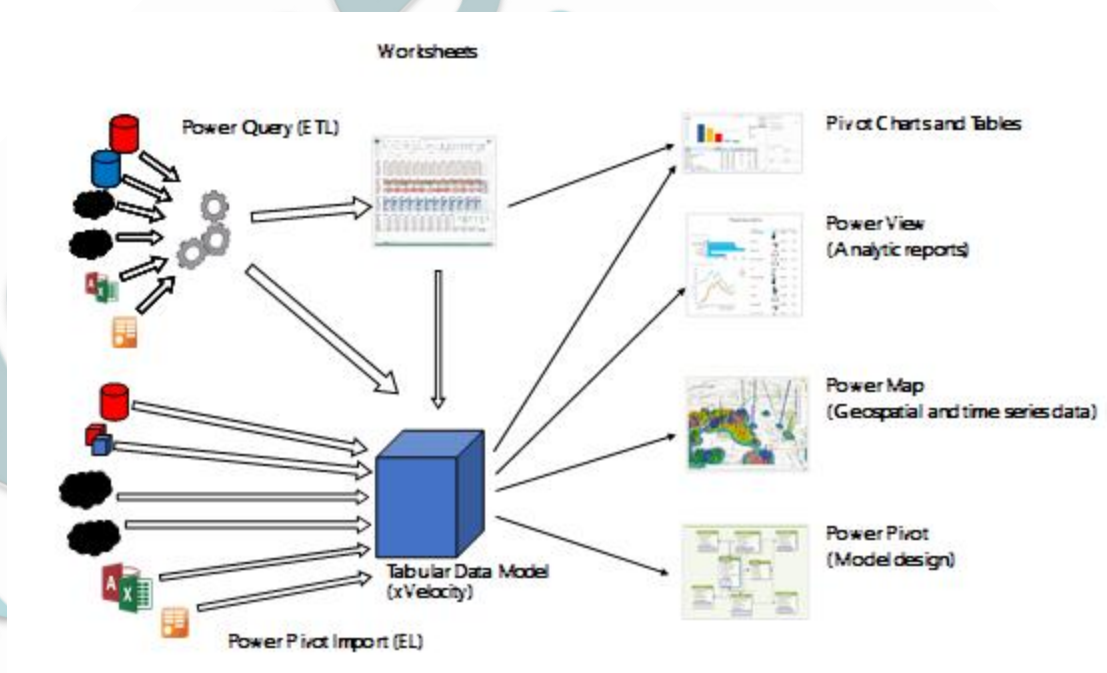 Worksheets
Power Query (ETL)
Pivot Charts and Tables
Power View
(Analytic reports)
Power Map
(Geospatial and time series data)
Power Pivot
(Model design)
Tabular Data Model
(xVelocity)
Power Pivot Import (EL)
A
X
A
X